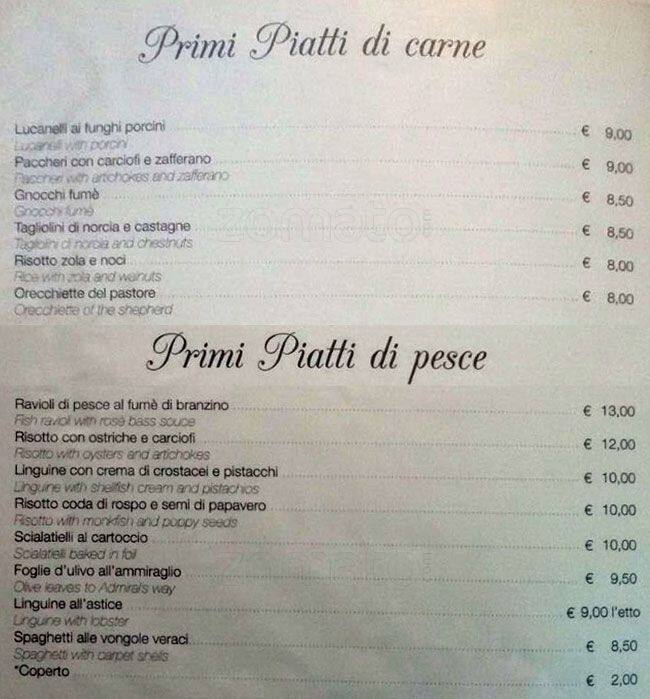 Primi Piatti di carne
Lucanelli ai funghi porcini € 9,00
Lucanelli with porcini
Paccheri con carciofi e zafferano € 9,00
Paccheri with artichokes and zafferano
Gnocchi fumè € 8,50
Gnocchi fumè
zomato
Tagliolini di norcia e castagne € 8,50
Tagliolini di norcia and chestnuts
Risotto zola e noci € 8,00
Rice with zola and walnuts
Orecchiette del pastore € 8,00
Orecchiette of the shepherd
Primi Piatti di pesce
Ravioli di pesce al fumè di branzino € 13,00
Fish ravioli with rosè bass souce
Risotto con ostriche e carciofi € 12,00
Risotto with oysters and artichokes
Linguine con crema di crostacei e pistacchi € 10,00
Linguine with shellfish cream and pistachios
Risotto coda di rospo e semi di papavero € 10,00
Risotto with monkfish and poppy seeds
Scialatielli al cartoccio € 10,00
Scialatielli baked in foil
Foglie d'ulivo all'ammiraglio € 9,50
Olive leaves to Admiral's way
Linguine all'astice € 9,00 l'etto
Linguine with lobster
Spaghetti alle vongole veraci € 8,50
Spaghetti with carpet shells
*Coperto € 2,00